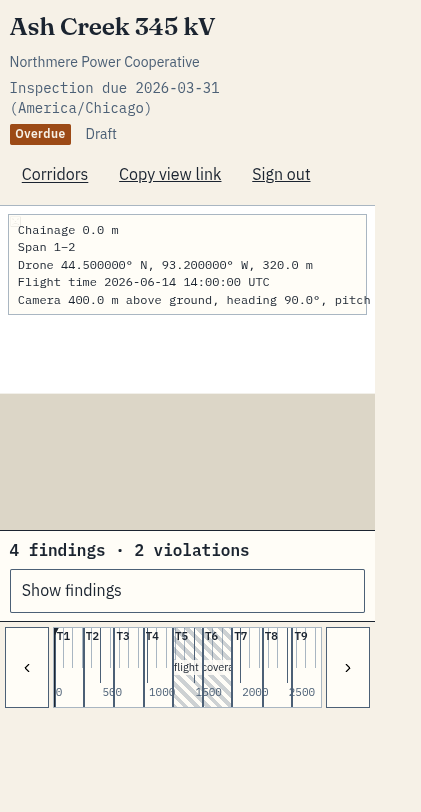 Ash Creek 345 kV
Northmere Power Cooperative
Inspection due 2026-03-31
(America/Chicago)
Overdue Draft
Corridors Copy view link Sign out
Chainage 0.0 m
Span 1–2
Drone 44.500000° N, 93.200000° W, 320.0 m
Flight time 2026-06-14 14:00:00 UTC
Camera 400.0 m above ground, heading 90.0°, pitch
4 findings · 2 violations
Show findings
‹ T1 T2 T3 T4 T5 T6 T7 T8 T9 ›
flight covera
0 500 1000 1500 2000 2500